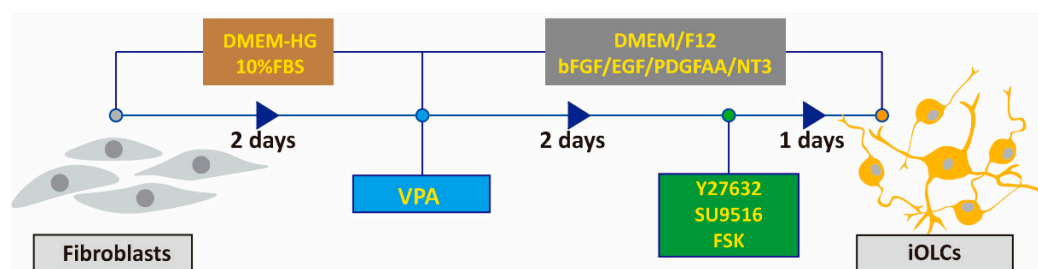 DMEM-HG
10%FBS
DMEM/F12
bFGF/EGF/PDGFAA/NT3
2 days
2 days
1 days
VPA
Y27632
SU9516
FSK
Fibroblasts
iOLCs